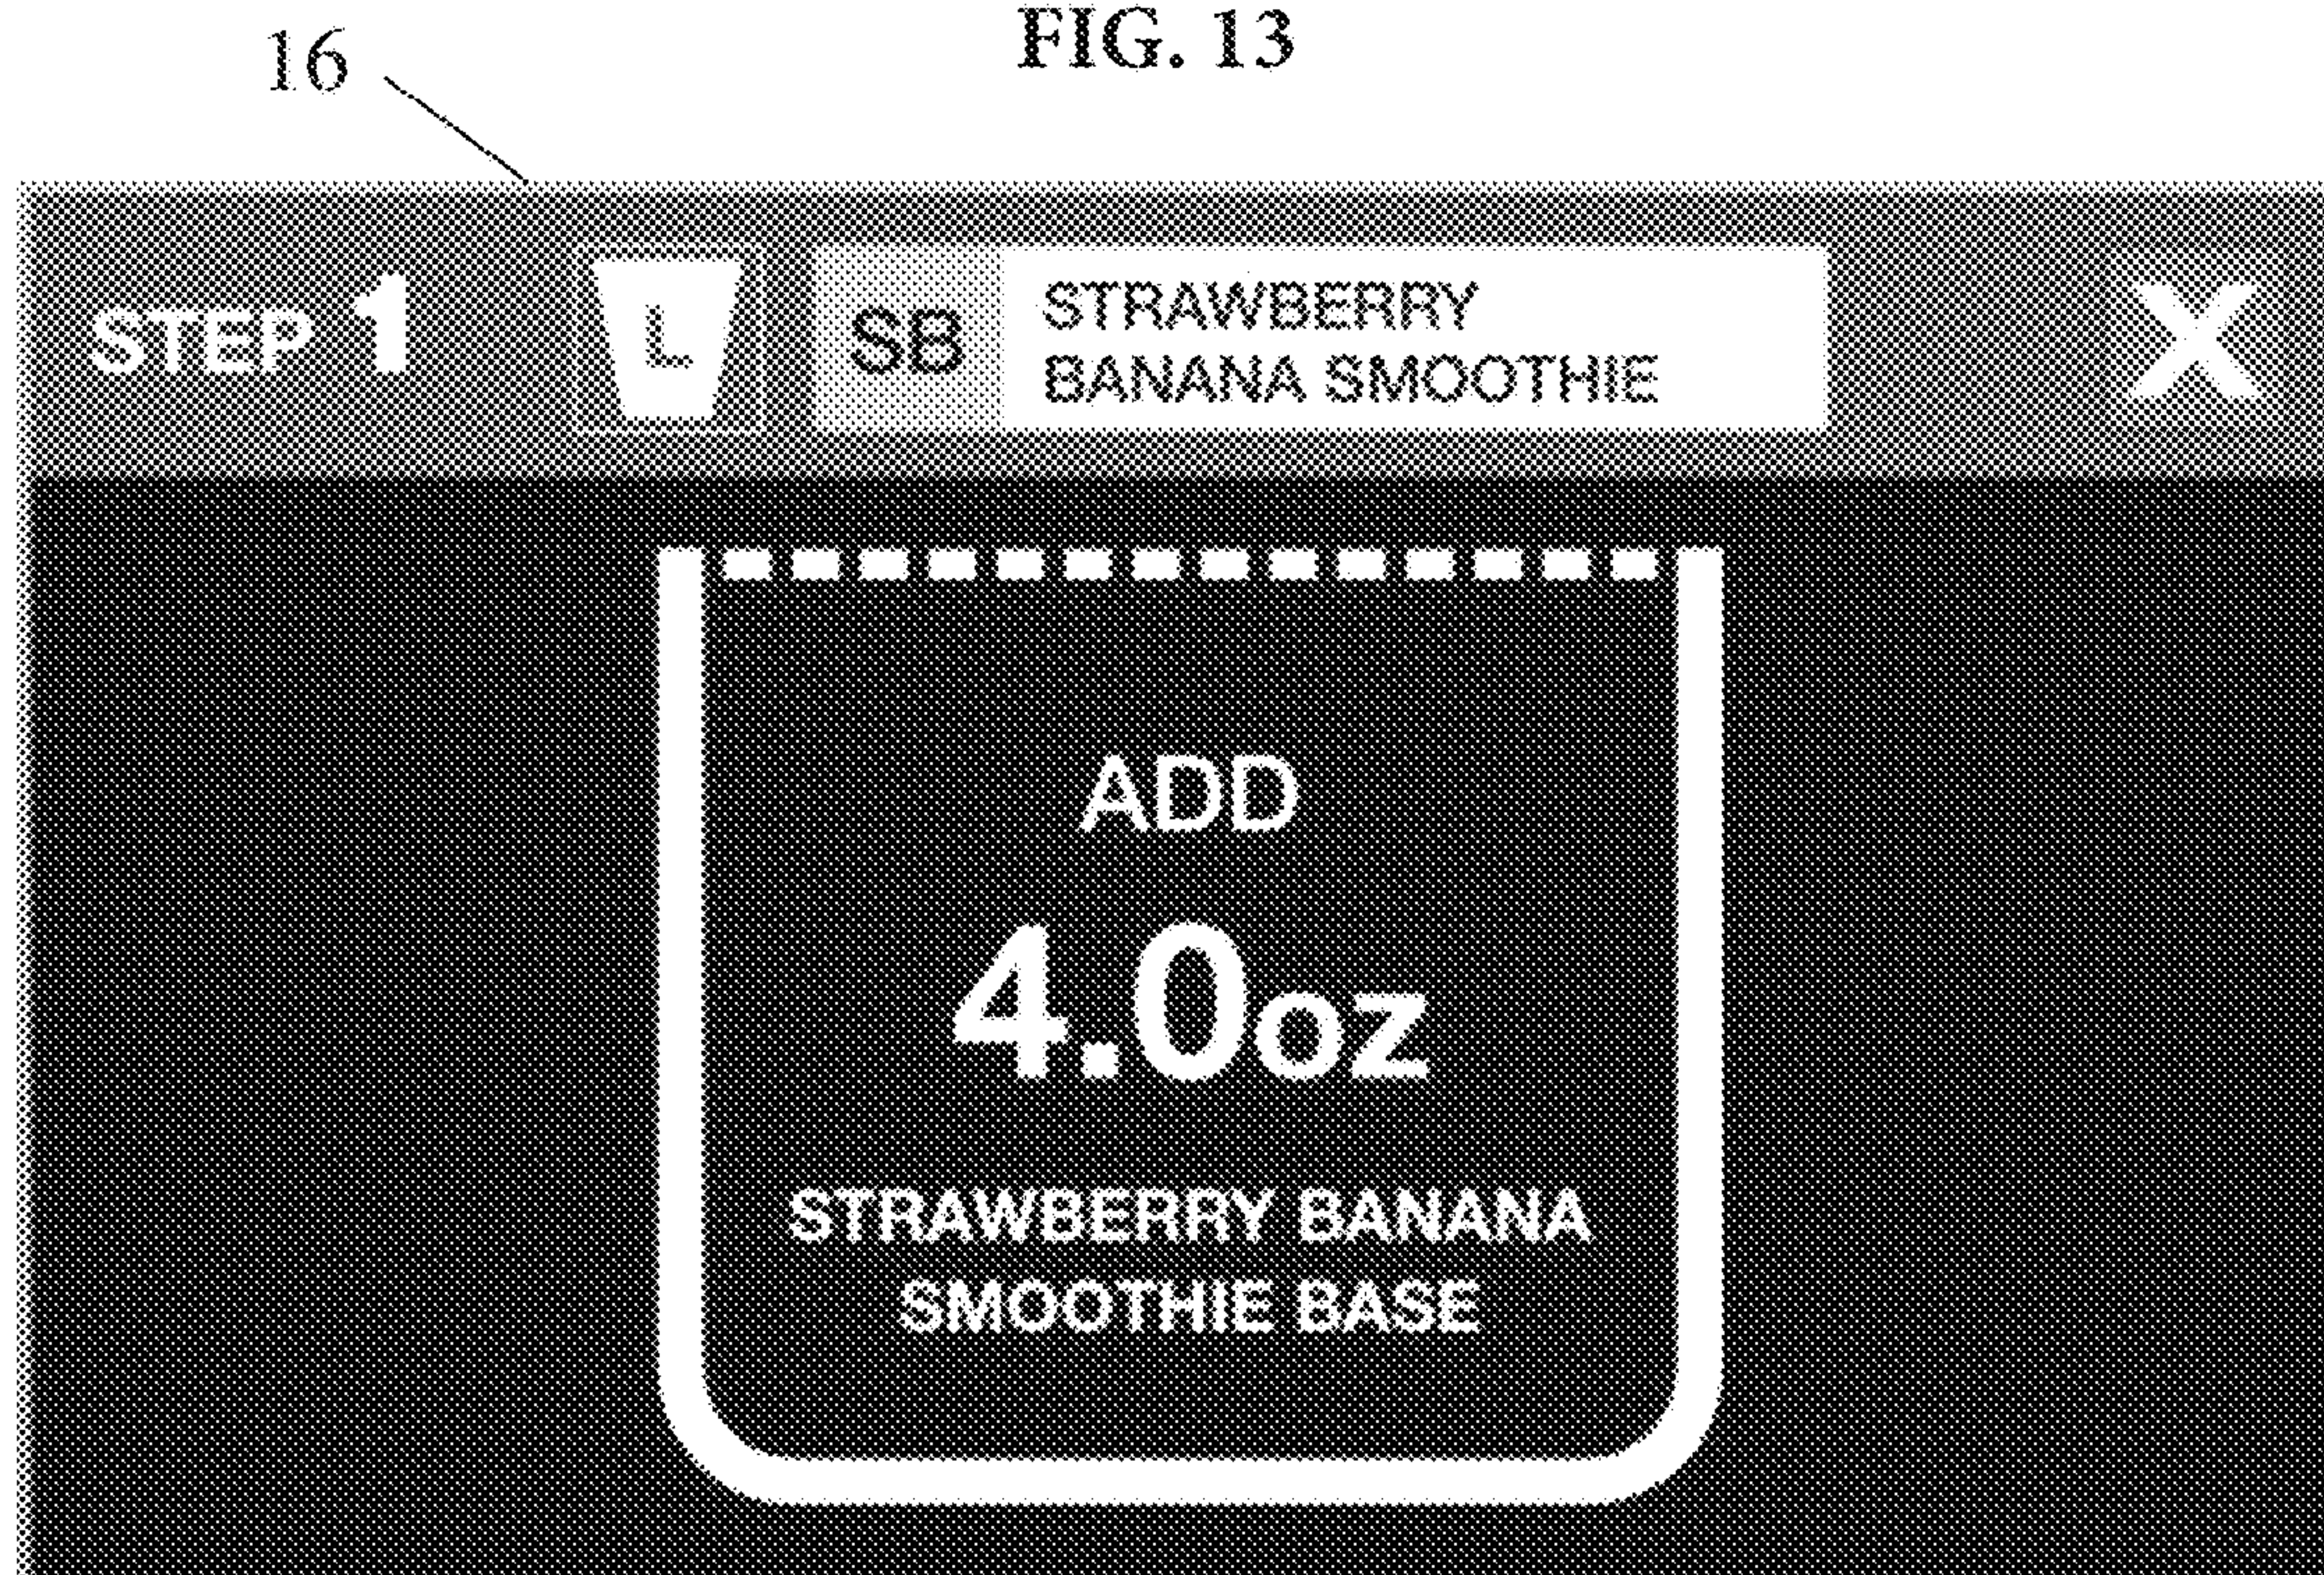 FIG. 13
16
STEP 1
L
SB
STRAWBERRY
BANANA SMOOTHIE
X
ADD
4.0oz
STRAWBERRY BANANA
SMOOTHIE BASE